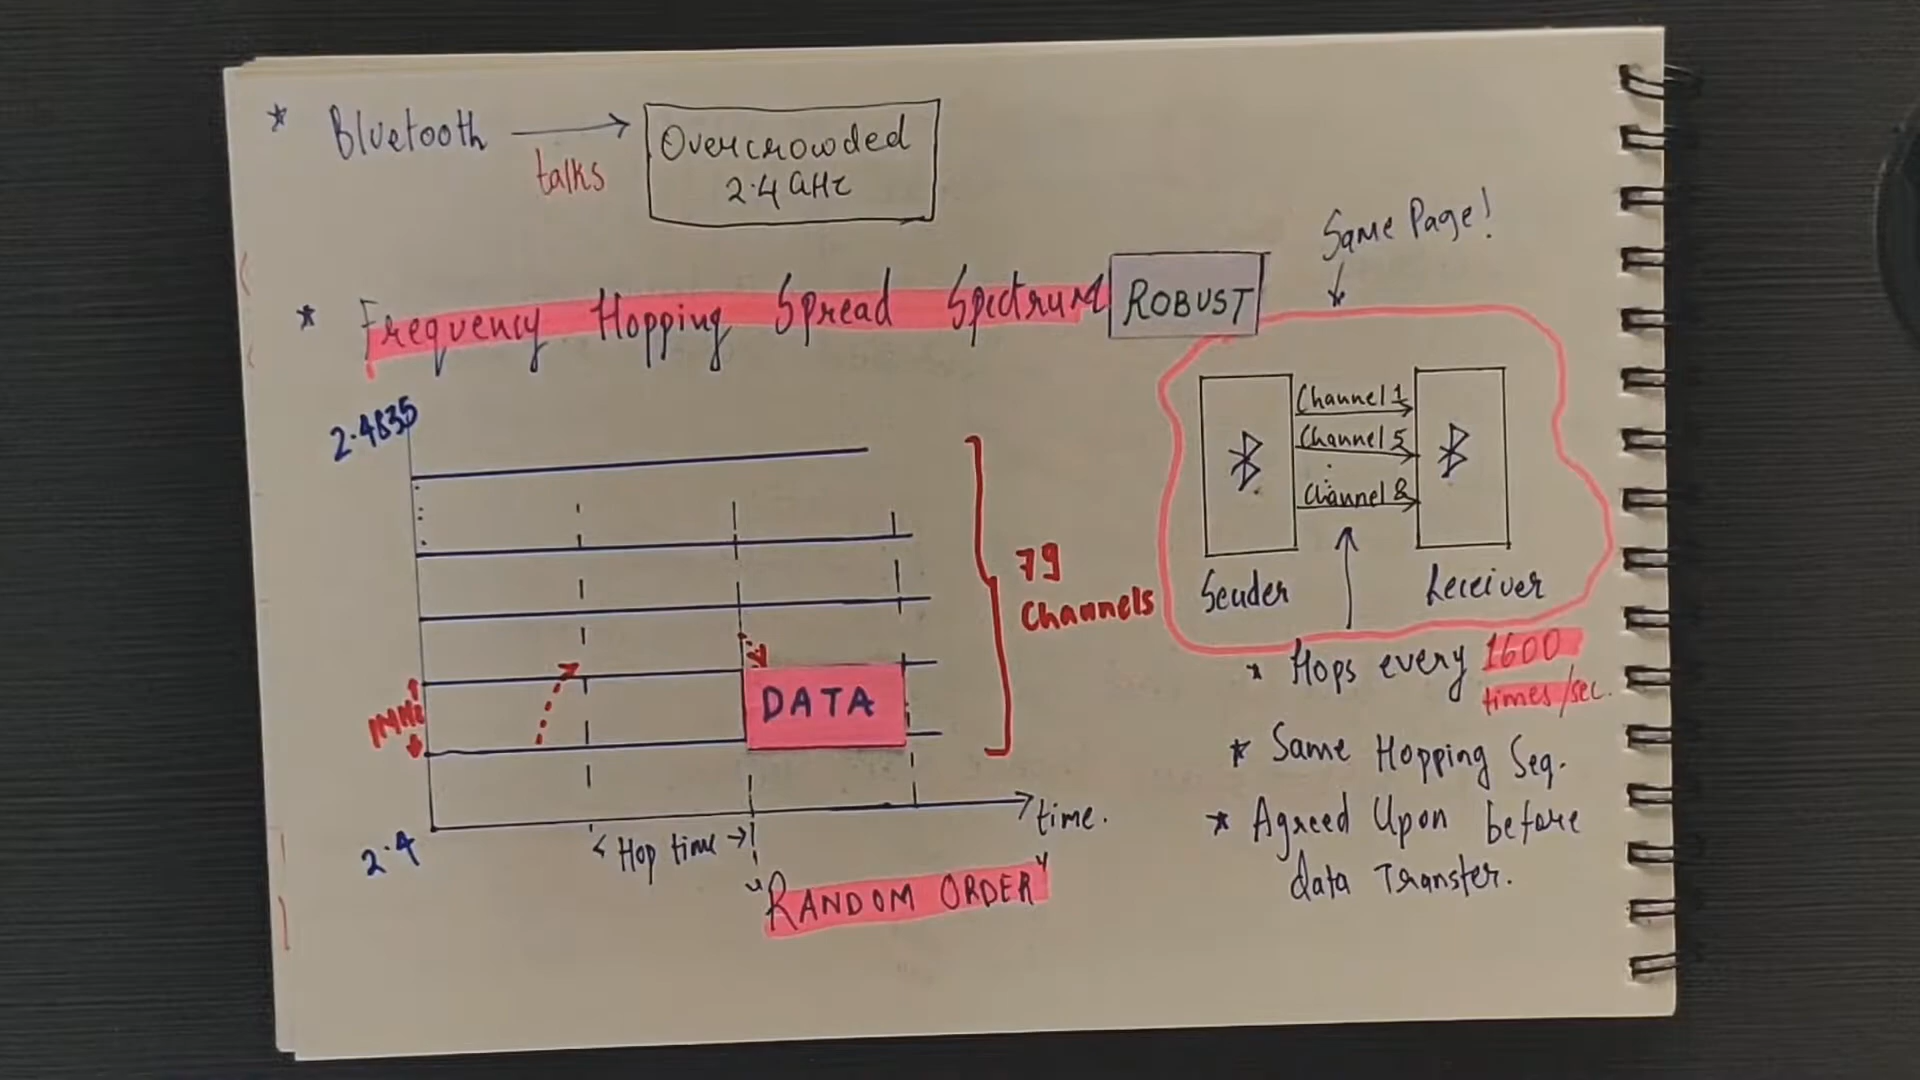 * Bluetooth
talks
Overcrowded
2.4 GHz
* Frequency Hopping Spread Spectrum
ROBUST
Same Page!
2.4835
79
Channels
1MHz
DATA
2.4
time.
< Hop time >
"RANDOM ORDER"
Channel 1
Channel 5
Channel 8
Sender
Receiver
* Hops every 1600
times/sec.
* Same Hopping Seq.
* Agreed Upon before
data Transfer.